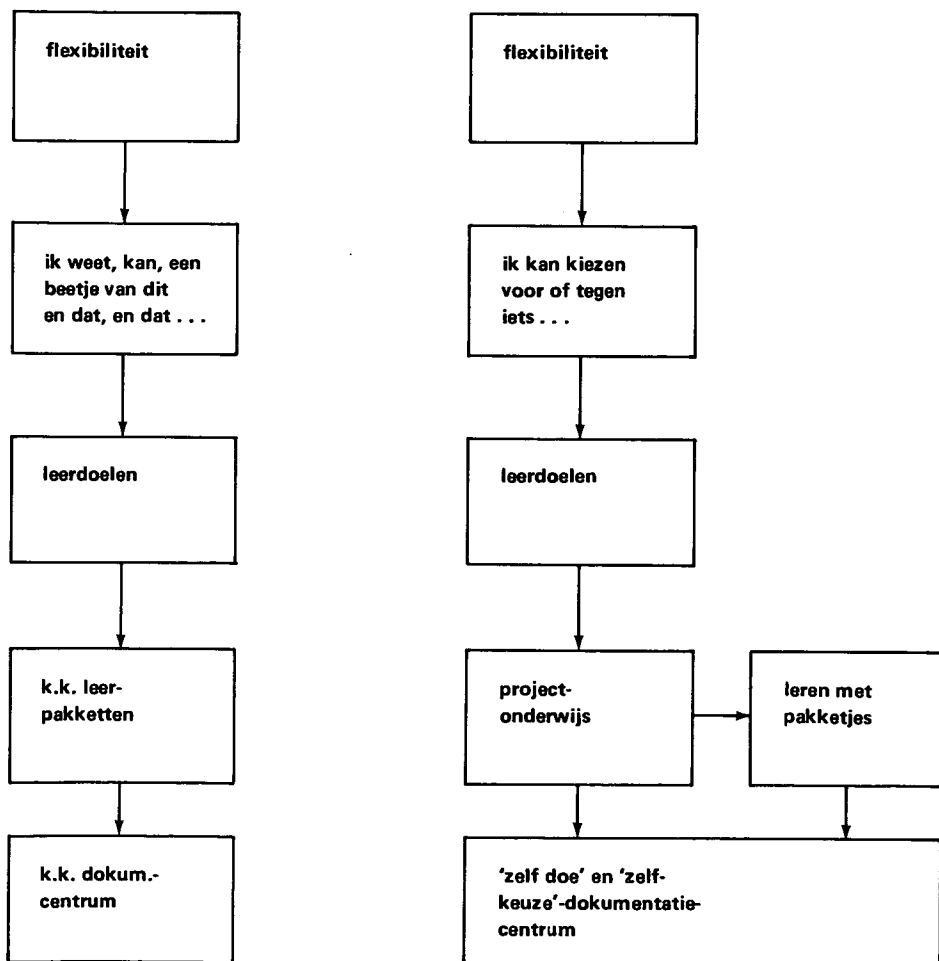 flexibiliteit
ik weet, kan, een
beetje van dit
en dat, en dat . . .
leerdoelen
k.k. leer-
pakketten
k.k. dokum.-
centrum
flexibiliteit
ik kan kiezen
voor of tegen
iets . . .
leerdoelen
project-
onderwijs
leren met
pakketjes
‘zelf doe’ en ‘zelf-
keuze’-dokumentatie-
centrum